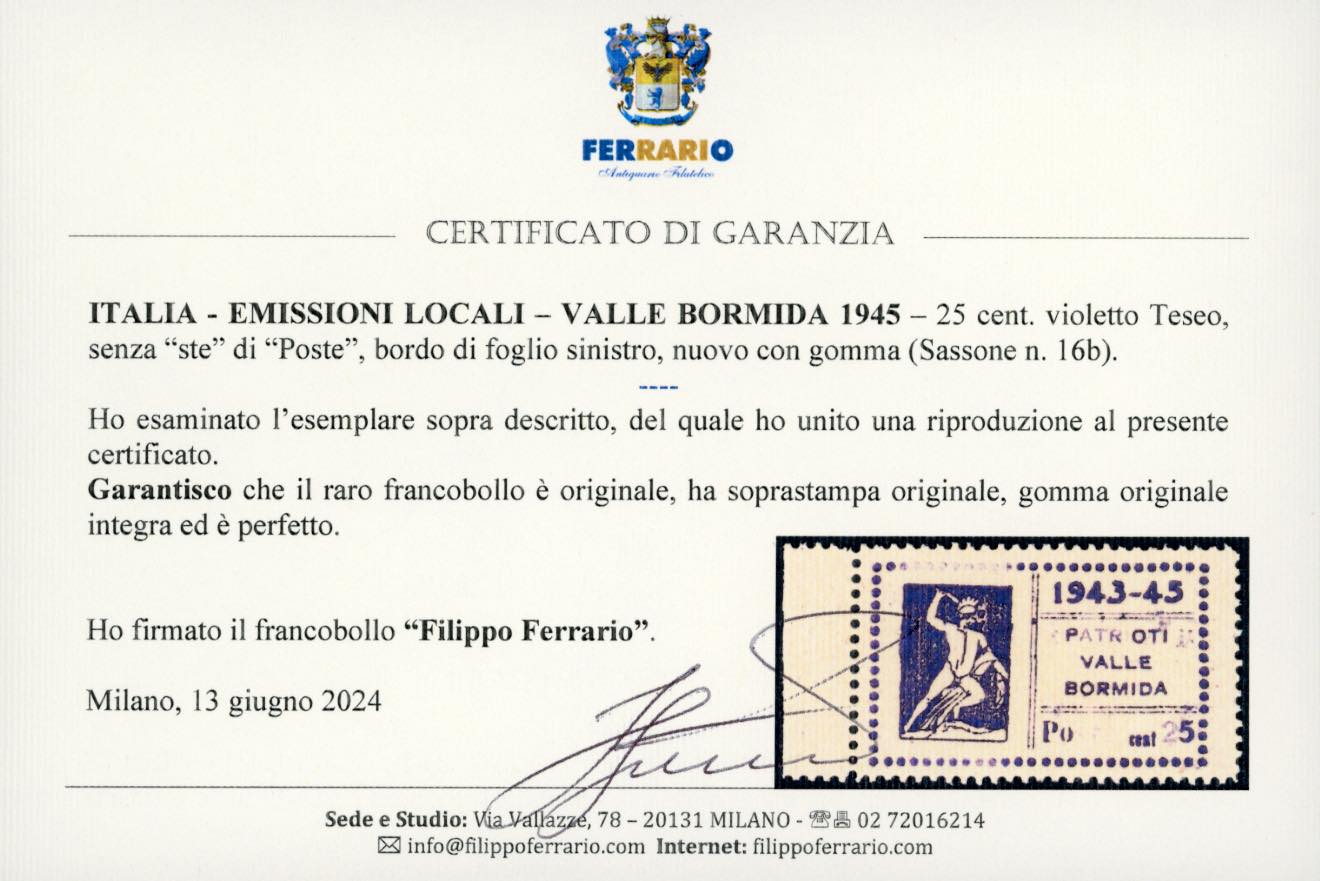 FERRARIO
Antiquario Filatelico
CERTIFICATO DI GARANZIA
ITALIA - EMISSIONI LOCALI – VALLE BORMIDA 1945 – 25 cent. violetto Teseo,
senza “ste” di “Poste”, bordo di foglio sinistro, nuovo con gomma (Sassone n. 16b).
----
Ho esaminato l’esemplare sopra descritto, del quale ho unito una riproduzione al presente
certificato.
Garantisco che il raro francobollo è originale, ha soprastampa originale, gomma originale
integra ed è perfetto.
Ho firmato il francobollo “Filippo Ferrario”.
Milano, 13 giugno 2024
1943-45
PATR OTI
VALLE
BORMIDA
Po cent 25
Sede e Studio: Via Vallazze, 78 – 20131 MILANO - 02 72016214
info@filippoferrario.com Internet: filippoferrario.com